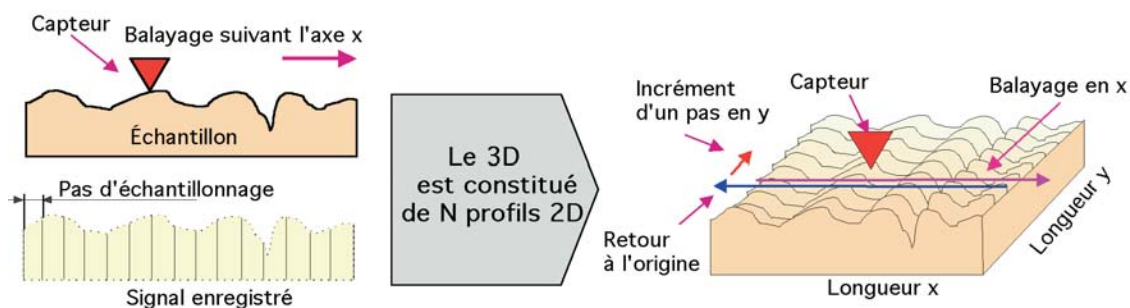 Capteur
Balayage suivant l'axe x
Échantillon
Pas d'échantillonnage
Signal enregistré
Le 3D
est constitué
de N profils 2D
Incrément
d'un pas en y
Capteur
Balayage en x
Retour
à l'origine
Longueur x
Longueur y